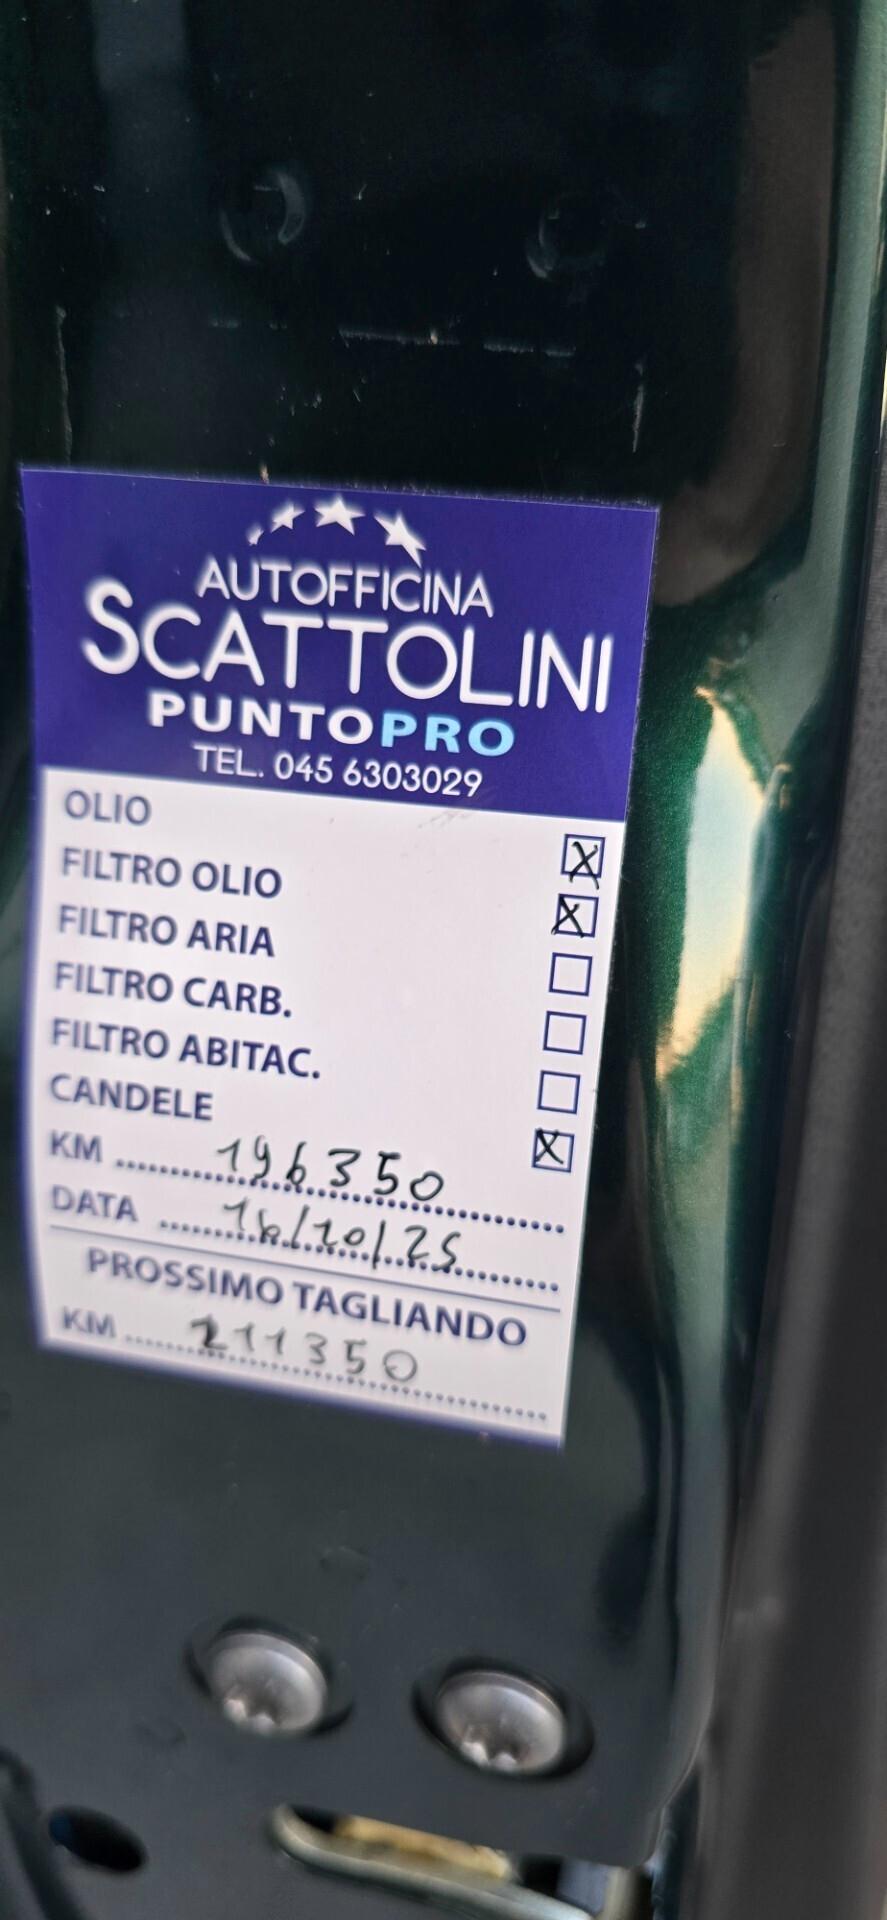 AUTOFFICINA
SCATTOLINI
PUNTOPRO
TEL. 045 6303029
OLIO ☒
FILTRO OLIO ☒
FILTRO ARIA ☐
FILTRO CARB. ☐
FILTRO ABITAC. ☐
CANDELE ☒
KM 196350
DATA 16/10/25
PROSSIMO TAGLIANDO
KM 211350